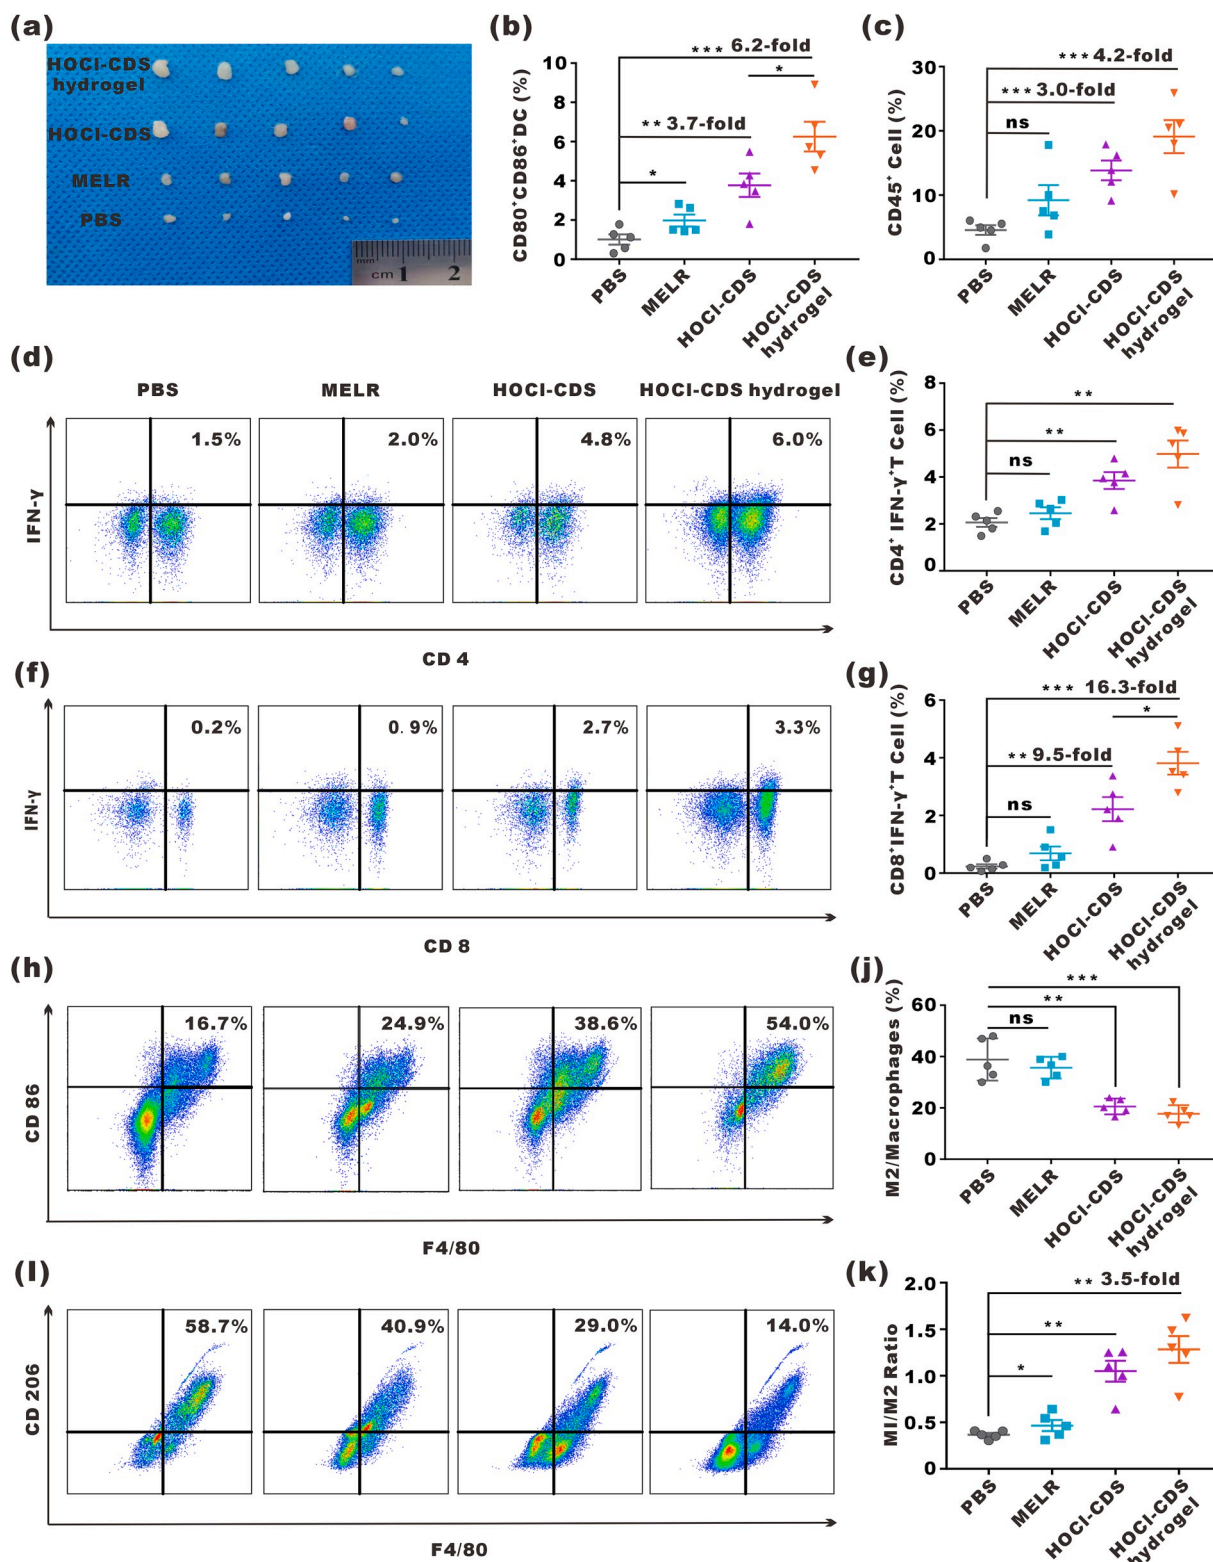 (a)
HOCl-CDS
hydrogel
HOCl-CDS
MELR
PBS
mm
cm 1 2
(b)
CD80⁺CD86⁺DC (%)
*** 6.2-fold
*
** 3.7-fold
*
10
8
6
4
2
0
PBS
MELR
HOCl-CDS
HOCl-CDS
hydrogel
(c)
CD45⁺ Cell (%)
*** 4.2-fold
*** 3.0-fold
ns
30
20
10
0
PBS
MELR
HOCl-CDS
HOCl-CDS
hydrogel
(d)
PBS
MELR
HOCl-CDS
HOCl-CDS hydrogel
IFN-γ
1.5%
2.0%
4.8%
6.0%
CD 4
(e)
CD4⁺ IFN-γ⁺T Cell (%)
**
**
ns
8
6
4
2
0
PBS
MELR
HOCl-CDS
HOCl-CDS
hydrogel
(f)
IFN-γ
0.2%
0.9%
2.7%
3.3%
CD 8
(g)
CD8⁺IFN-γ⁺T Cell (%)
*** 16.3-fold
*
** 9.5-fold
ns
6
4
2
0
PBS
MELR
HOCl-CDS
HOCl-CDS
hydrogel
(h)
CD 86
16.7%
24.9%
38.6%
54.0%
F4/80
(j)
M2/Macrophages (%)
***
**
ns
60
40
20
0
PBS
MELR
HOCl-CDS
HOCl-CDS
hydrogel
(l)
CD 206
58.7%
40.9%
29.0%
14.0%
F4/80
(k)
MI/M2 Ratio
** 3.5-fold
**
*
2.0
1.5
1.0
0.5
0
PBS
MELR
HOCl-CDS
HOCl-CDS
hydrogel